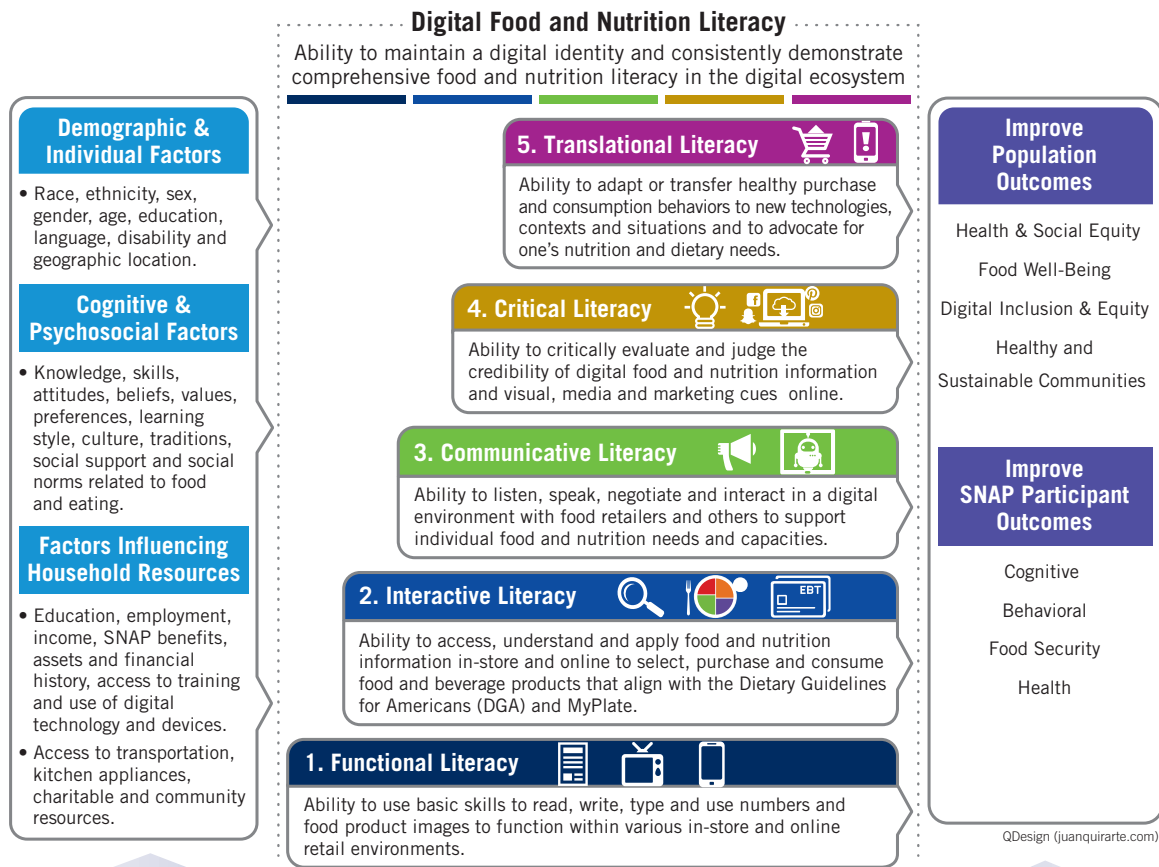 Digital Food and Nutrition Literacy
Ability to maintain a digital identity and consistently demonstrate
comprehensive food and nutrition literacy in the digital ecosystem
Demographic &
Individual Factors
• Race, ethnicity, sex,
gender, age, education,
language, disability and
geographic location.
Cognitive &
Psychosocial Factors
• Knowledge, skills,
attitudes, beliefs, values,
preferences, learning
style, culture, traditions,
social support and social
norms related to food
and eating.
Factors Influencing
Household Resources
• Education, employment,
income, SNAP benefits,
assets and financial
history, access to training
and use of digital
technology and devices.
• Access to transportation,
kitchen appliances,
charitable and community
resources.
5. Translational Literacy
Ability to adapt or transfer healthy purchase
and consumption behaviors to new technologies,
contexts and situations and to advocate for
one's nutrition and dietary needs.
4. Critical Literacy
Ability to critically evaluate and judge the
credibility of digital food and nutrition information
and visual, media and marketing cues online.
3. Communicative Literacy
Ability to listen, speak, negotiate and interact in a digital
environment with food retailers and others to support
individual food and nutrition needs and capacities.
2. Interactive Literacy
EBT
Ability to access, understand and apply food and nutrition
information in-store and online to select, purchase and consume
food and beverage products that align with the Dietary Guidelines
for Americans (DGA) and MyPlate.
1. Functional Literacy
Ability to use basic skills to read, write, type and use numbers and
food product images to function within various in-store and online
retail environments.
Improve
Population
Outcomes
Health & Social Equity
Food Well-Being
Digital Inclusion & Equity
Healthy and
Sustainable Communities
Improve
SNAP Participant
Outcomes
Cognitive
Behavioral
Food Security
Health
QDesign (juanquirarte.com)